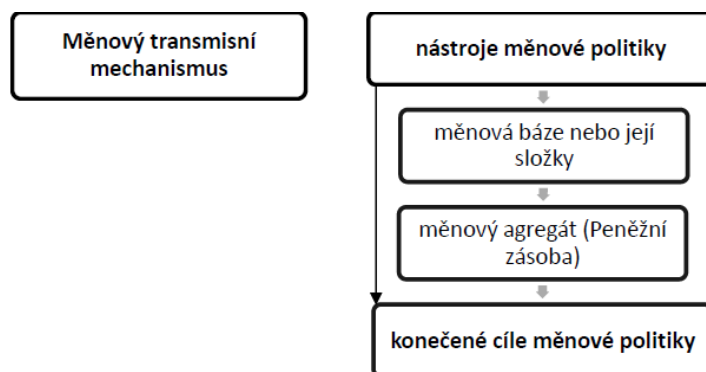 Měnový transmisní
mechanismus
nástroje měnové politiky
měnová báze nebo její
složky
měnový agregát (Peněžní
zásoba)
konečené cíle měnové politiky